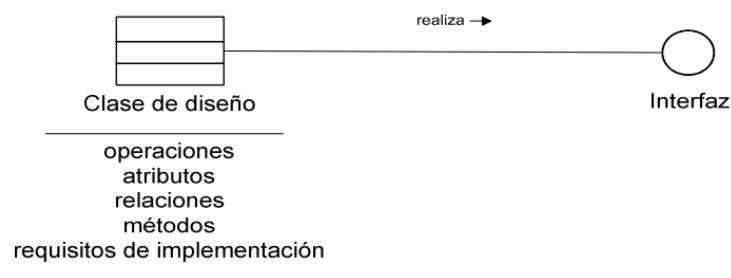 realiza
Clase de diseño
Interfaz
operaciones
atributos
relaciones
métodos
requisitos de implementación